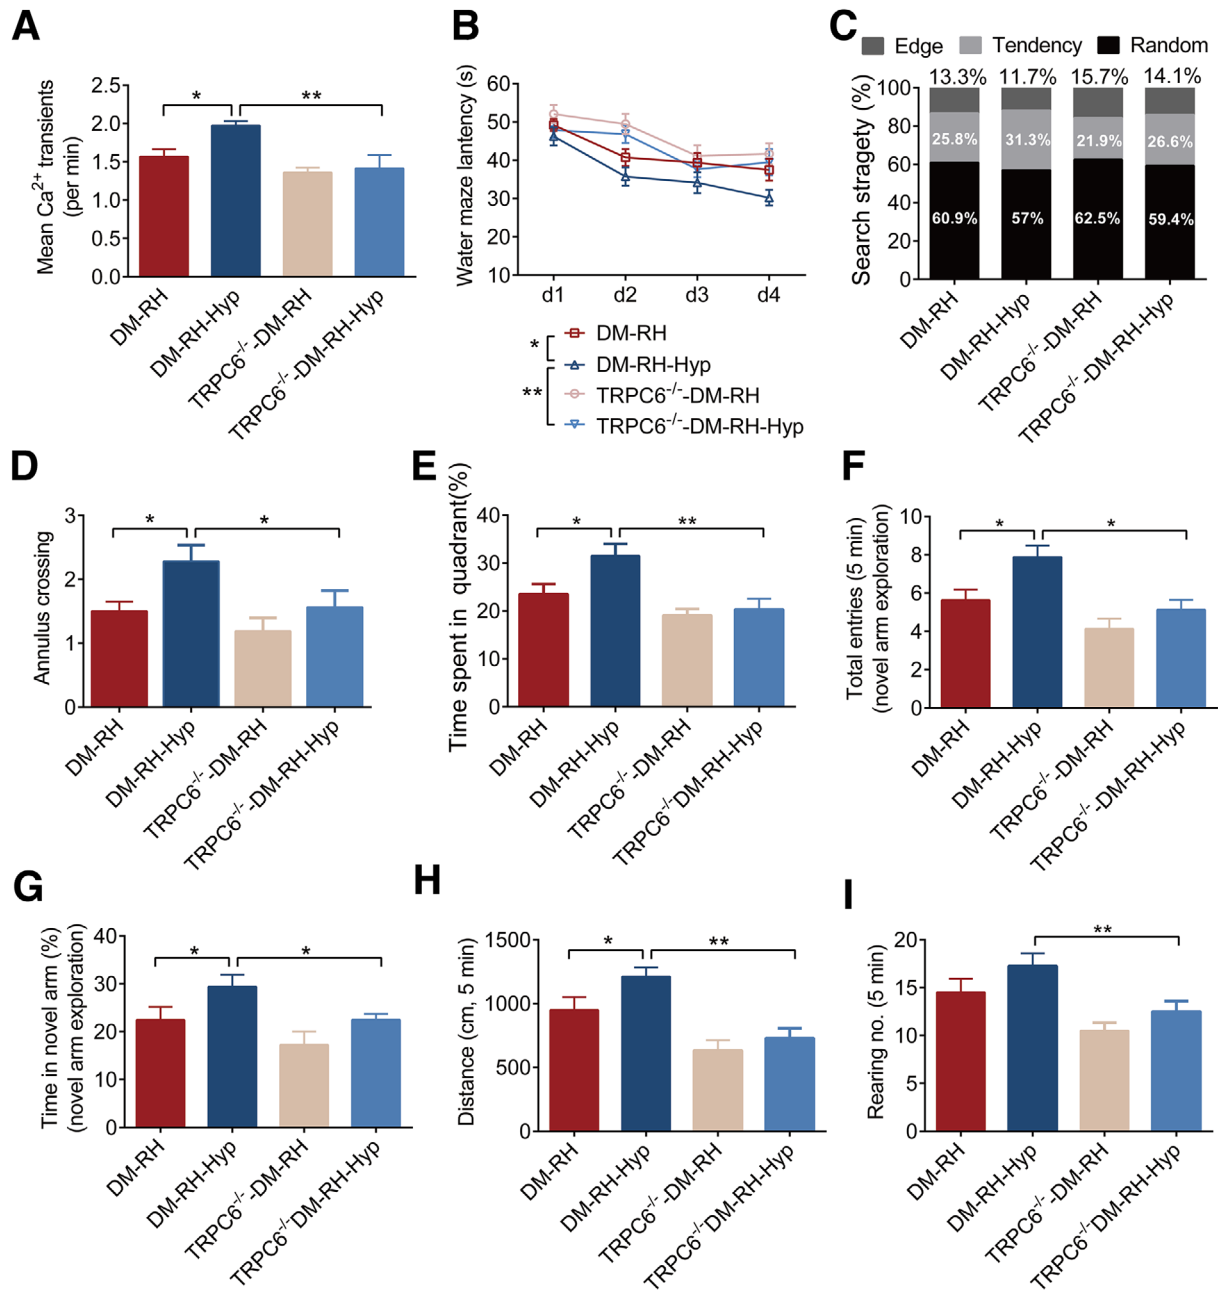 A
Mean Ca2+ transients
(per min)
2.5
2.0
1.5
1.0
0.5
0.0
*
**
DM-RH
DM-RH-Hyp
TRPC6-/--DM-RH
TRPC6-/--DM-RH-Hyp
B
Water maze lantency (s)
60
50
40
30
20
10
d1
d2
d3
d4
*
**
DM-RH
DM-RH-Hyp
TRPC6-/--DM-RH
TRPC6-/--DM-RH-Hyp
C
Edge
Tendency
Random
Search stragety (%)
100
80
60
40
20
0
13.3%
11.7%
15.7%
14.1%
25.8%
31.3%
21.9%
26.6%
60.9%
57%
62.5%
59.4%
DM-RH
DM-RH-Hyp
TRPC6-/--DM-RH
TRPC6-/--DM-RH-Hyp
D
Annulus crossing
3
2
1
0
*
*
DM-RH
DM-RH-Hyp
TRPC6-/--DM-RH
TRPC6-/--DM-RH-Hyp
E
Time spent in quadrant(%)
40
30
20
10
0
*
**
DM-RH
DM-RH-Hyp
TRPC6-/--DM-RH
TRPC6-/-DM-RH-Hyp
F
Total entries (5 min)
(novel arm exploration)
10
8
6
4
2
0
*
*
DM-RH
DM-RH-Hyp
TRPC6-/--DM-RH
TRPC6-/--DM-RH-Hyp
G
Time in novel arm (%)
(novel arm exploration)
40
30
20
10
0
*
*
DM-RH
DM-RH-Hyp
TRPC6-/--DM-RH
TRPC6-/-DM-RH-Hyp
H
Distance (cm, 5 min)
1500
1000
500
0
*
**
DM-RH
DM-RH-Hyp
TRPC6-/--DM-RH
TRPC6-/-DM-RH-Hyp
I
Rearing no. (5 min)
20
15
10
5
0
**
DM-RH
DM-RH-Hyp
TRPC6-/--DM-RH
TRPC6-/-DM-RH-Hyp